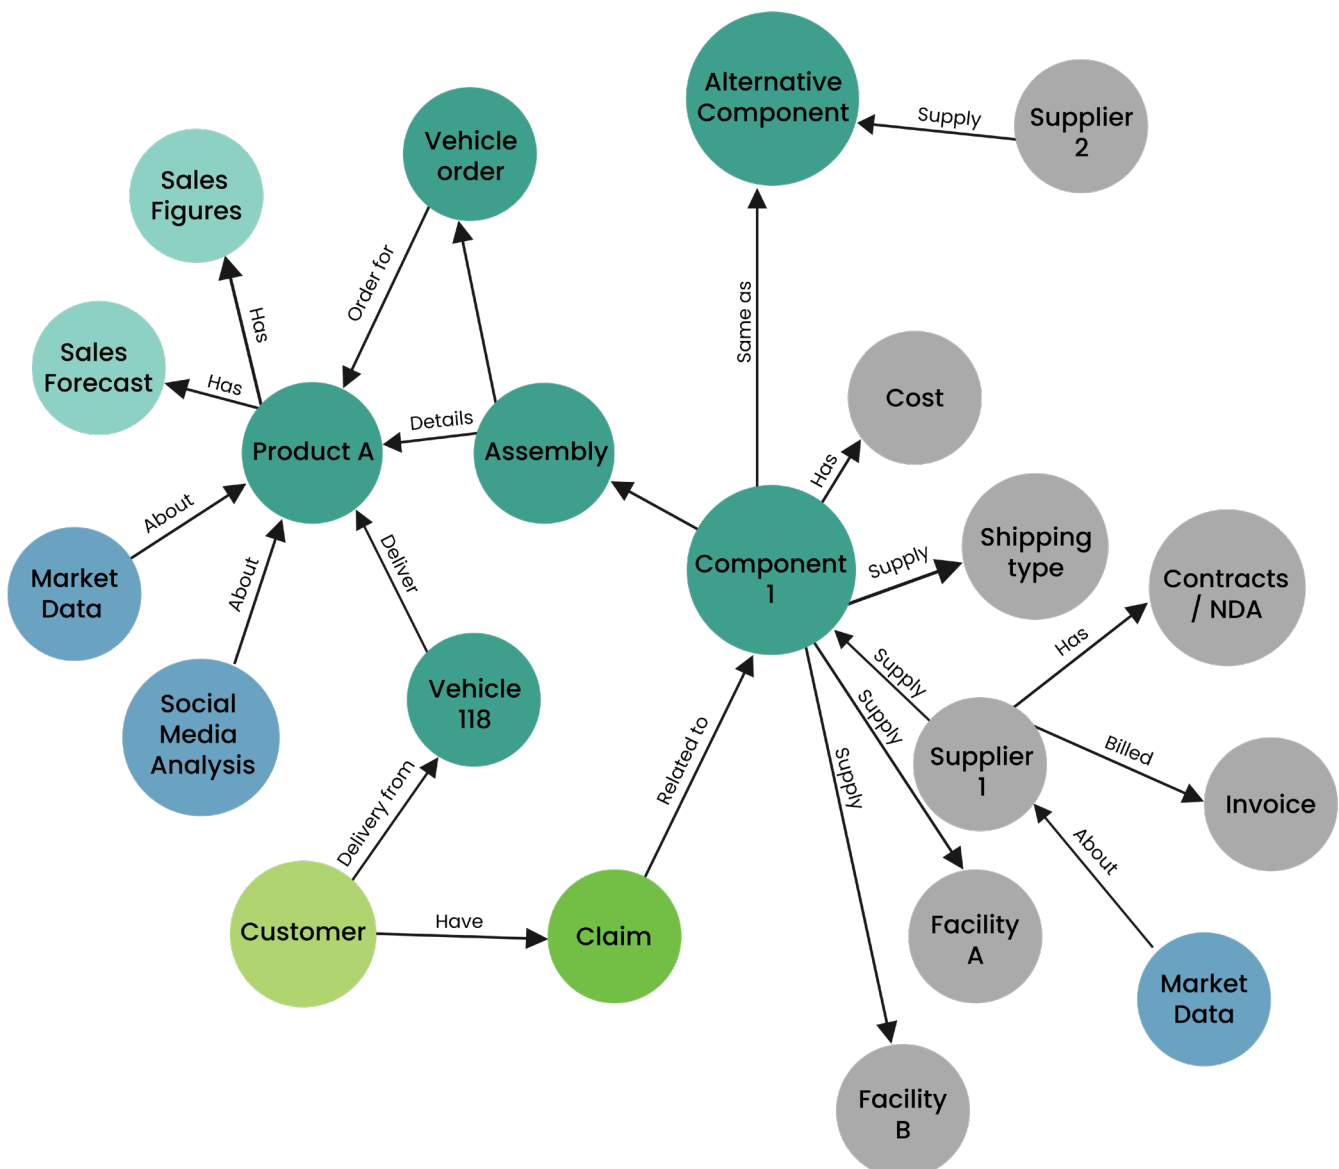 Alternative
Component
Supply
Supplier
2
Vehicle
order
Sales
Figures
Order for
Has
Same as
Sales
Forecast
Has
Cost
Details
Product A
Assembly
Has
About
Shipping
type
Supply
Component
1
Contracts
/ NDA
Market
Data
About
Deliver
Has
Supply
Supply
Vehicle
118
Social
Media
Analysis
Related to
Supply
Supplier
1
Billed
Invoice
Delivery from
About
Customer
Have
Claim
Facility
A
Market
Data
Facility
B